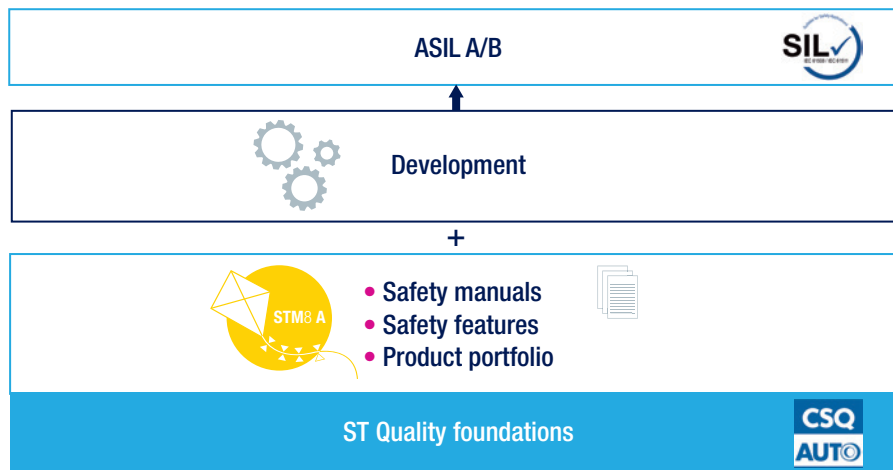 ASIL A/B
SIL
Development
+
STM8 A
• Safety manuals
• Safety features
• Product portfolio
ST Quality foundations
CSQ
AUTO